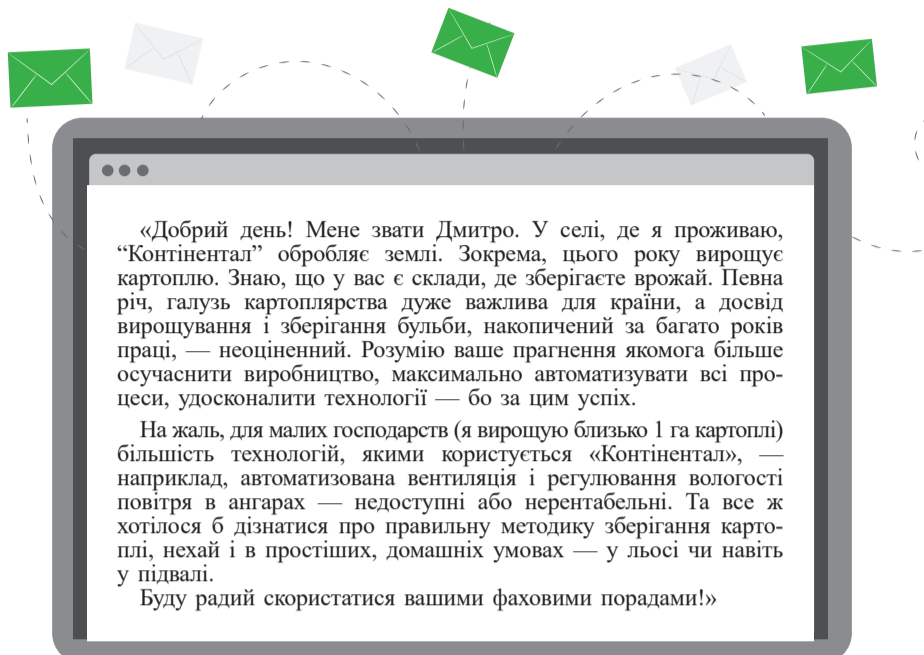 «Добрий день! Мене звати Дмитро. У селі, де я проживаю,
“Контінентал” обробляє землі. Зокрема, цього року вирощує
картоплю. Знаю, що у вас є склади, де зберігаєте врожай. Певна
річ, галузь картоплярства дуже важлива для країни, а досвід
вирощування і зберігання бульби, накопичений за багато років
праці, — неоціненний. Розумію ваше прагнення якомога більше
осучаснити виробництво, максимально автоматизувати всі про-
цеси, удосконалити технології — бо за цим успіх.
На жаль, для малих господарств (я вирощую близько 1 га картоплі)
більшість технологій, якими користується «Контінентал», —
наприклад, автоматизована вентиляція і регулювання вологості
повітря в ангарах — недоступні або нерентабельні. Та все ж
хотілося б дізнатися про правильну методику зберігання карто-
плі, нехай і в простіших, домашніх умовах — у льосі чи навіть
у підвалі.
Буду радий скористатися вашими фаховими порадами!»